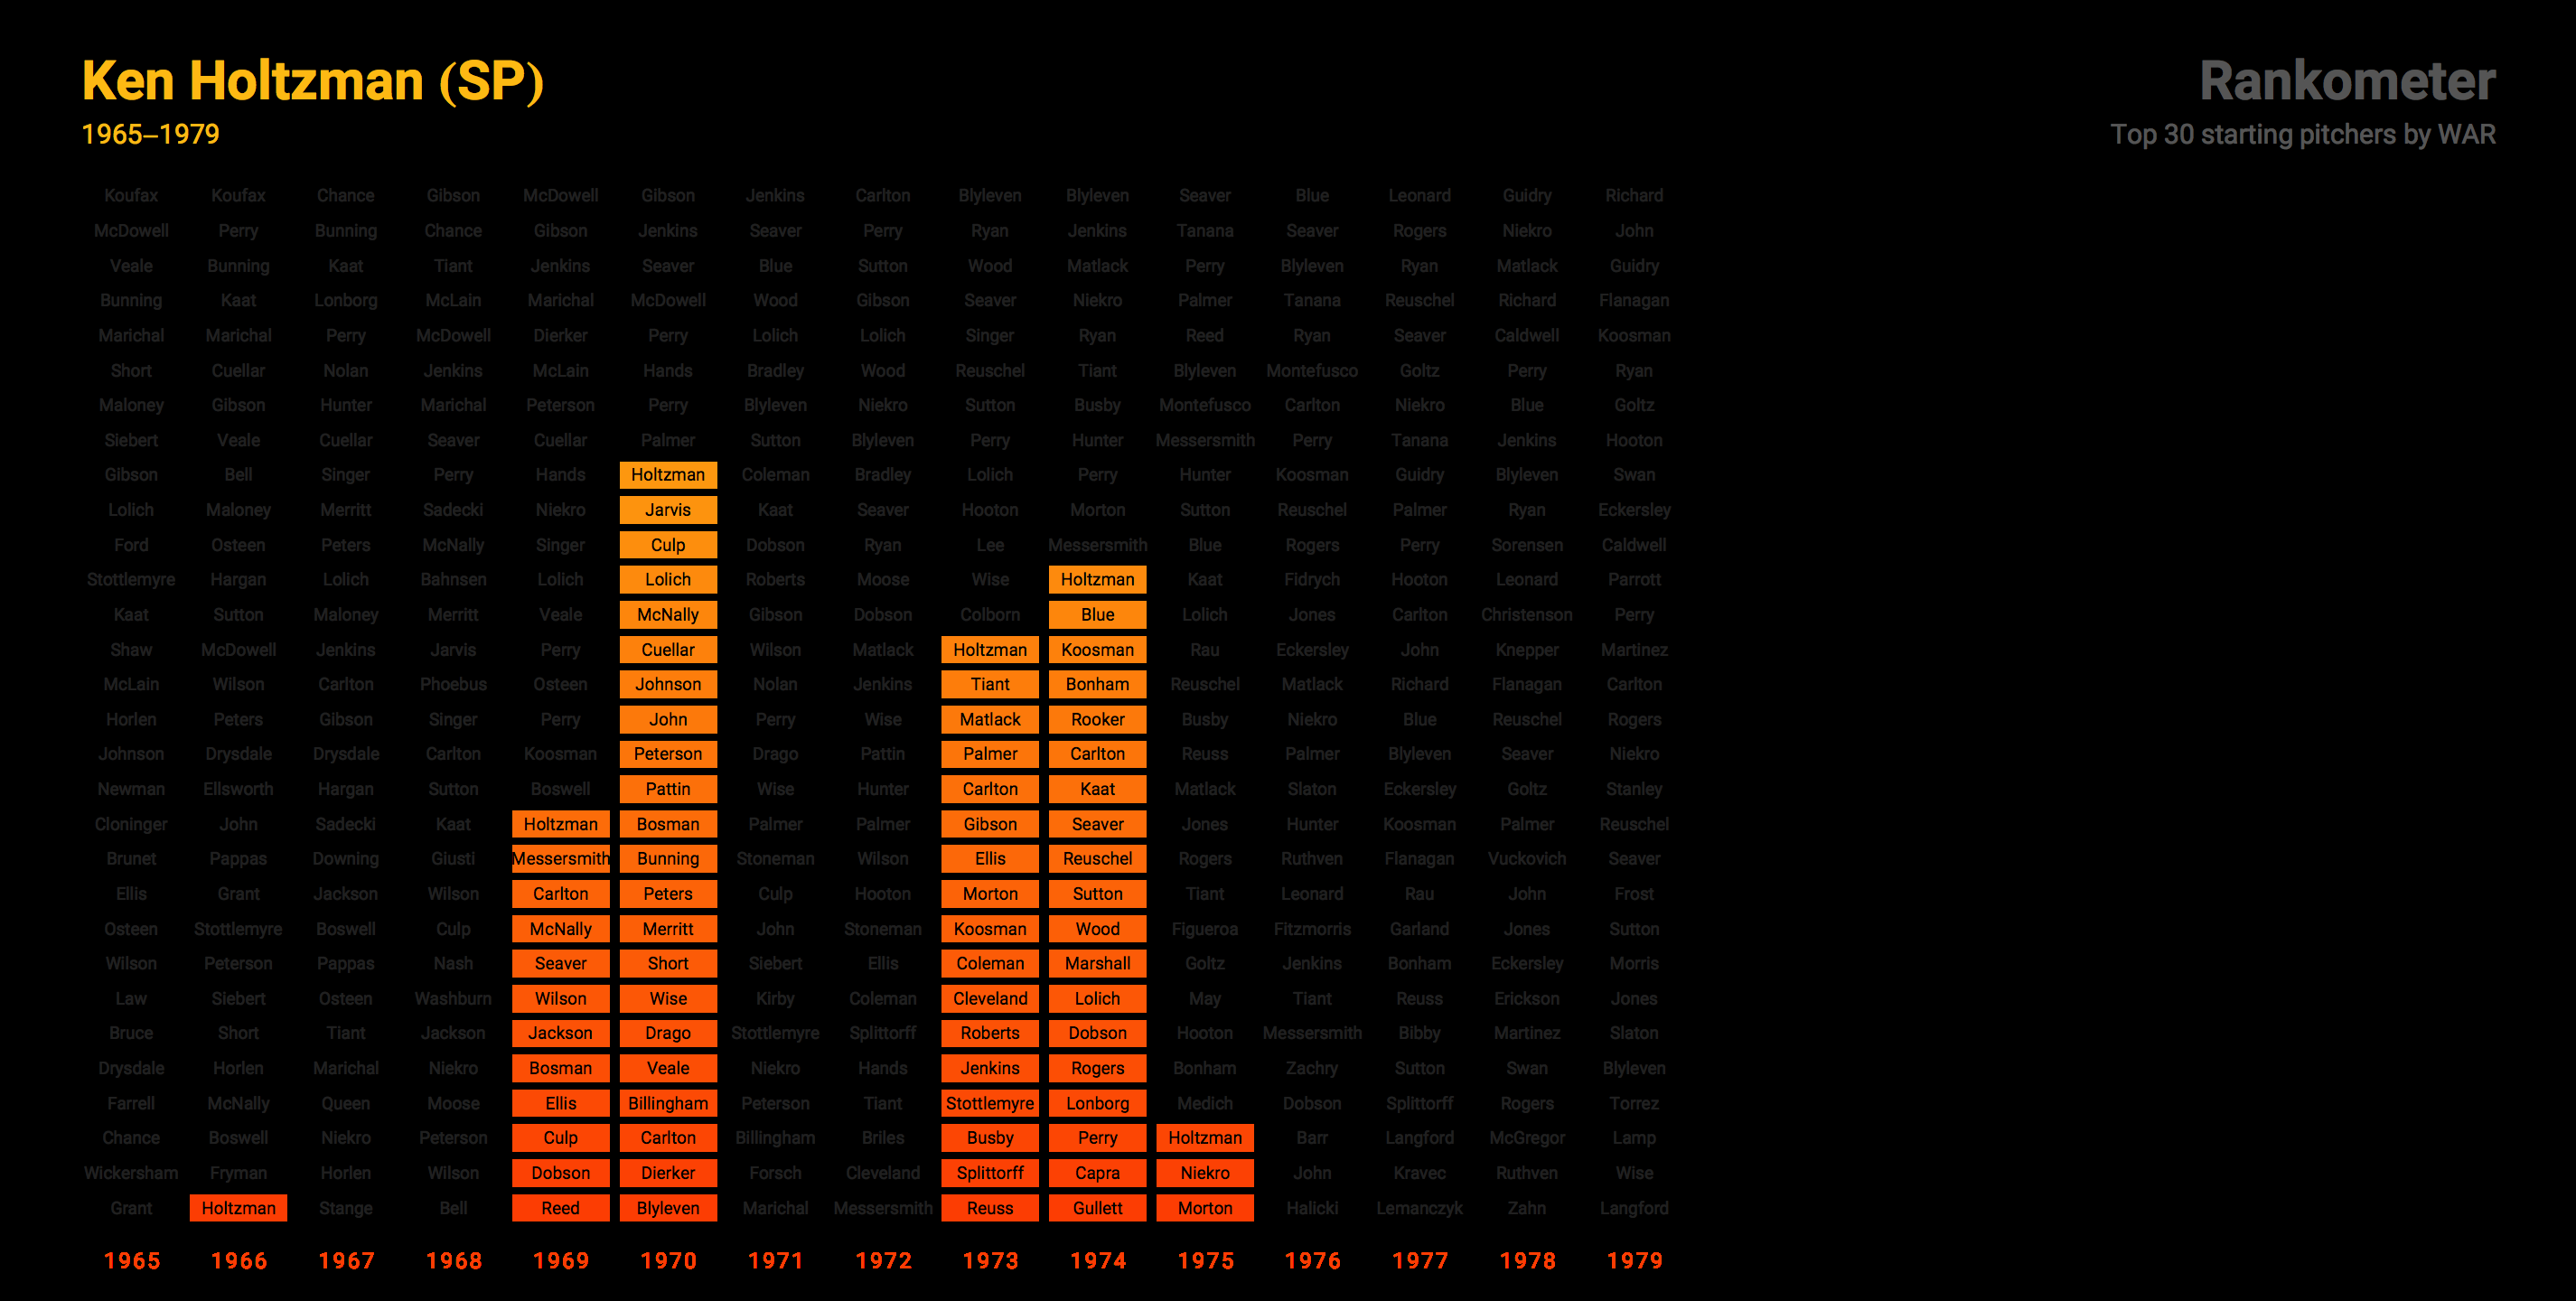 Ken Holtzman (SP)
Rankometer
1965–1979
Top 30 starting pitchers by WAR
Koufax Koufax Chance Gibson McDowell Gibson Jenkins Carlton Blyleven Blyleven Seaver Blue Leonard Guidry Richard
McDowell Perry Bunning Chance Gibson Jenkins Seaver Perry Ryan Jenkins Tanana Seaver Rogers Niekro John
Veale Bunning Kaat Tiant Jenkins Seaver Blue Sutton Wood Matlack Perry Blyleven Ryan Matlack Guidry
Bunning Kaat Lonborg McLain Marichal McDowell Wood Gibson Seaver Niekro Palmer Tanana Reuschel Richard Flanagan
Marichal Marichal Perry McDowell Dierker Perry Lolich Lolich Singer Ryan Reed Ryan Seaver Caldwell Koosman
Short Cuellar Nolan Jenkins McLain Hands Bradley Wood Reuschel Tiant Blyleven Montefusco Goltz Perry Ryan
Maloney Gibson Hunter Marichal Peterson Perry Blyleven Niekro Sutton Busby Montefusco Carlton Niekro Blue Goltz
Siebert Veale Cuellar Seaver Cuellar Palmer Sutton Blyleven Perry Hunter Messersmith Perry Tanana Jenkins Hooton
Gibson Bell Singer Perry Hands Holtzman Coleman Bradley Lolich Perry Hunter Koosman Guidry Blyleven Swan
Lolich Maloney Merritt Sadecki Niekro Jarvis Kaat Seaver Hooton Morton Sutton Reuschel Palmer Ryan Eckersley
Ford Osteen Peters McNally Singer Culp Dobson Ryan Lee Messersmith Blue Rogers Perry Sorensen Caldwell
Stottlemyre Hargan Lolich Bahnsen Lolich Lolich Roberts Moose Wise Holtzman Kaat Fidrych Hooton Leonard Parrott
Kaat Sutton Maloney Merritt Veale McNally Gibson Dobson Colborn Blue Lolich Jones Carlton Christenson Perry
Shaw McDowell Jenkins Jarvis Perry Cuellar Wilson Matlack Holtzman Koosman Rau Eckersley John Knepper Martinez
McLain Wilson Carlton Phoebus Osteen Johnson Nolan Jenkins Tiant Bonham Reuschel Matlack Richard Flanagan Carlton
Horlen Peters Gibson Singer Perry John Perry Wise Matlack Rooker Busby Niekro Blue Reuschel Rogers
Johnson Drysdale Drysdale Carlton Koosman Peterson Drago Pattin Palmer Carlton Reuss Palmer Blyleven Seaver Niekro
Newman Ellsworth Hargan Sutton Boswell Pattin Wise Hunter Carlton Kaat Matlack Slaton Eckersley Goltz Stanley
Cloninger John Sadecki Kaat Holtzman Bosman Palmer Palmer Gibson Seaver Jones Hunter Koosman Palmer Reuschel
Brunet Pappas Downing Giusti Messersmith Bunning Stoneman Wilson Ellis Reuschel Rogers Ruthven Flanagan Vuckovich Seaver
Ellis Grant Jackson Wilson Carlton Peters Culp Hooton Morton Sutton Tiant Leonard Rau John Frost
Osteen Stottlemyre Boswell Culp McNally Merritt John Stoneman Koosman Wood Figueroa Fitzmorris Garland Jones Sutton
Wilson Peterson Pappas Nash Seaver Short Siebert Ellis Coleman Marshall Goltz Jenkins Bonham Eckersley Morris
Law Siebert Osteen Washburn Wilson Wise Kirby Coleman Cleveland Lolich May Tiant Reuss Erickson Jones
Bruce Short Tiant Jackson Jackson Drago Stottlemyre Splittorff Roberts Dobson Hooton Messersmith Bibby Martinez Slaton
Drysdale Horlen Marichal Niekro Bosman Veale Niekro Hands Jenkins Rogers Bonham Zachry Sutton Swan Blyleven
Farrell McNally Queen Moose Ellis Billingham Peterson Tiant Stottlemyre Lonborg Medich Dobson Splittorff Rogers Torrez
Chance Boswell Niekro Peterson Culp Carlton Billingham Briles Busby Perry Holtzman Barr Langford McGregor Lamp
Wickersham Fryman Horlen Wilson Dobson Dierker Forsch Cleveland Splittorff Capra Niekro John Kravec Ruthven Wise
Grant Holtzman Stange Bell Reed Blyleven Marichal Messersmith Reuss Gullett Morton Halicki Lemanczyk Zahn Langford
1965 1966 1967 1968 1969 1970 1971 1972 1973 1974 1975 1976 1977 1978 1979